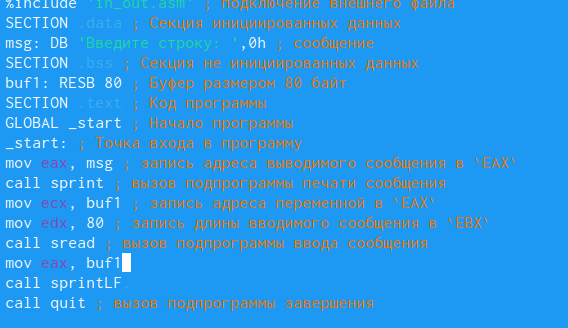 %include 'in_out.asm' ; подключение внешнего файла
SECTION .data ; Секция инициированных данных
msg: DB 'Введите строку: ',0h ; сообщение
SECTION .bss ; Секция не инициированных данных
buf1: RESB 80 ; Буфер размером 80 байт
SECTION .text ; Код программы
GLOBAL _start ; Начало программы
_start: ; Точка входа в программу
mov eax, msg ; запись адреса выводимого сообщения в `EAX`
call sprint ; вызов подпрограммы печати сообщения
mov ecx, buf1 ; запись адреса переменной в `EAX`
mov edx, 80 ; запись длины вводимого сообщения в `EBX`
call sread ; вызов подпрограммы ввода сообщения
mov eax, buf1
call sprintLF
call quit ; вызов подпрограммы завершения